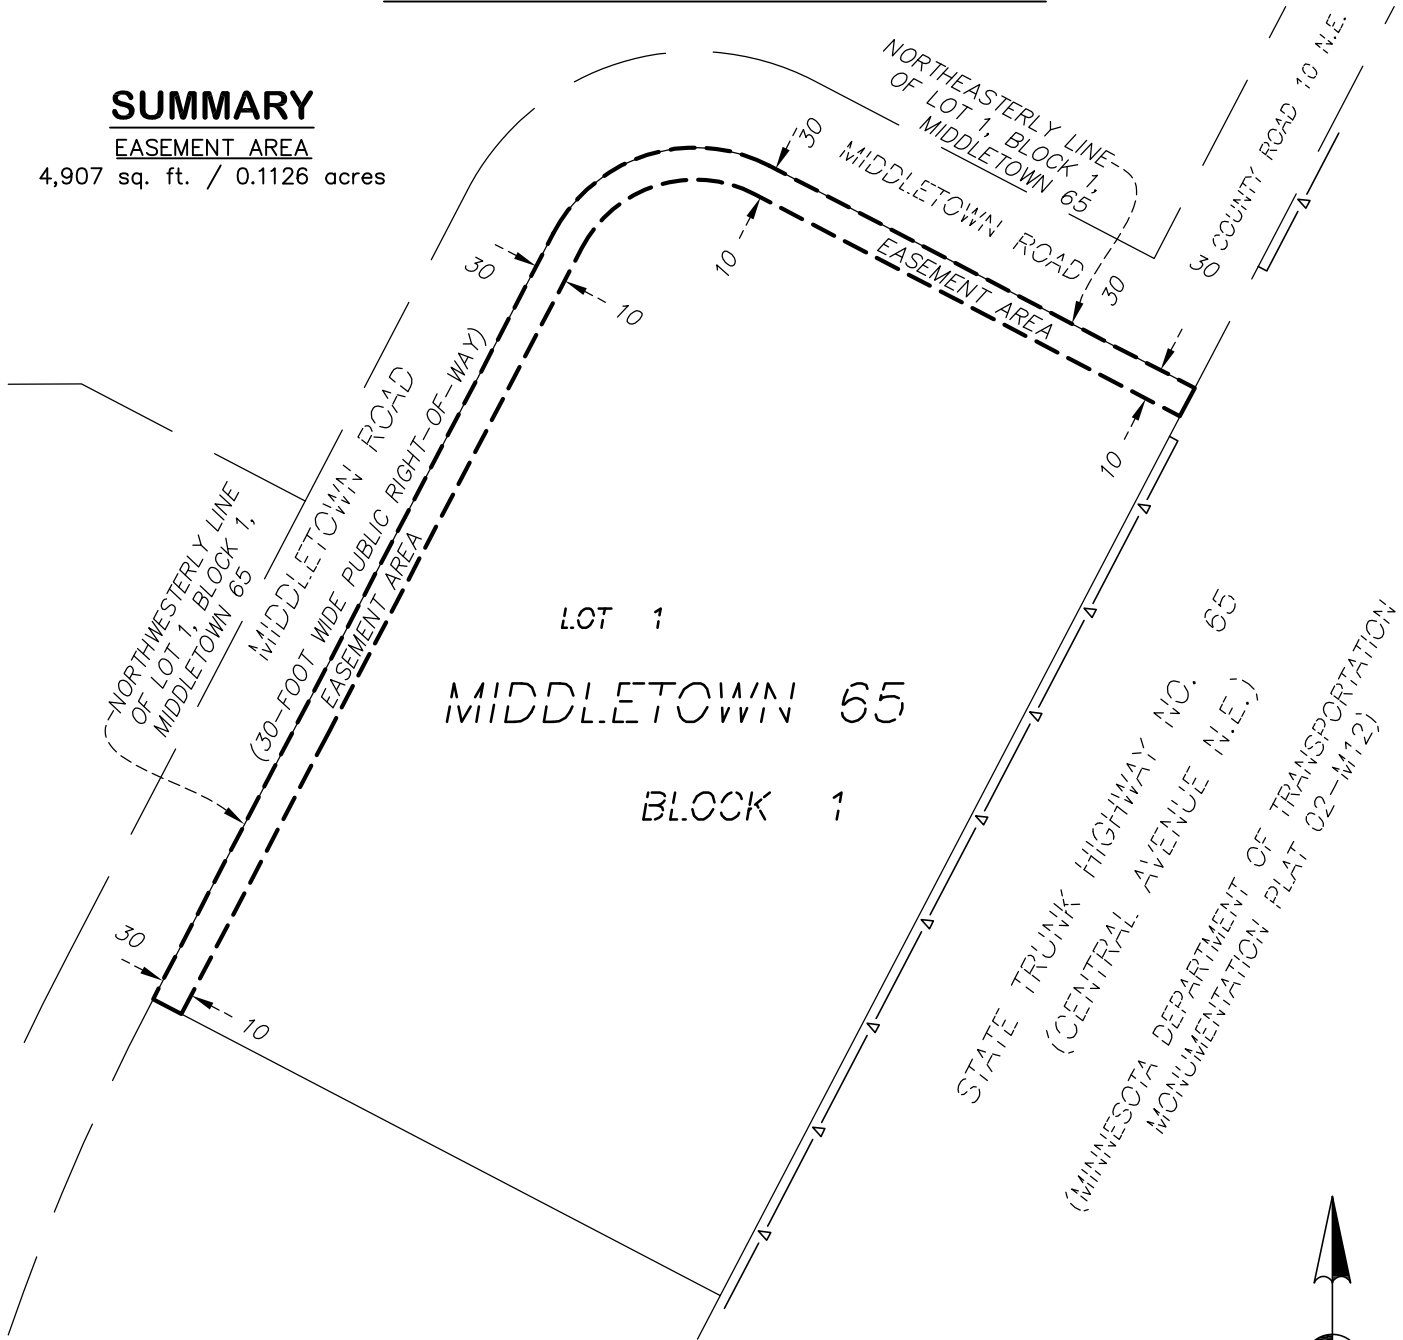 SUMMARY
EASEMENT AREA
4,907 sq. ft. / 0.1126 acres
NORTHEASTERLY LINE
OF LOT 1, BLOCK 1,
MIDDLETOWN 65
COUNTY ROAD 10 N.E.
30
30
MIDDLETOWN ROAD
30
EASEMENT AREA
10
10
30
10
MIDDLETOWN ROAD
(30-FOOT WIDE PUBLIC RIGHT-OF-WAY)
EASEMENT AREA
NORTHWESTERLY LINE
OF LOT 1, BLOCK 1,
MIDDLETOWN 65
LOT 1
MIDDLETOWN 65
BLOCK 1
30
10
STATE TRUNK HIGHWAY NO. 65
(CENTRAL AVENUE N.E.)
(MINNESOTA DEPARTMENT OF TRANSPORTATION
MONUMENTATION PLAT 02-M12)